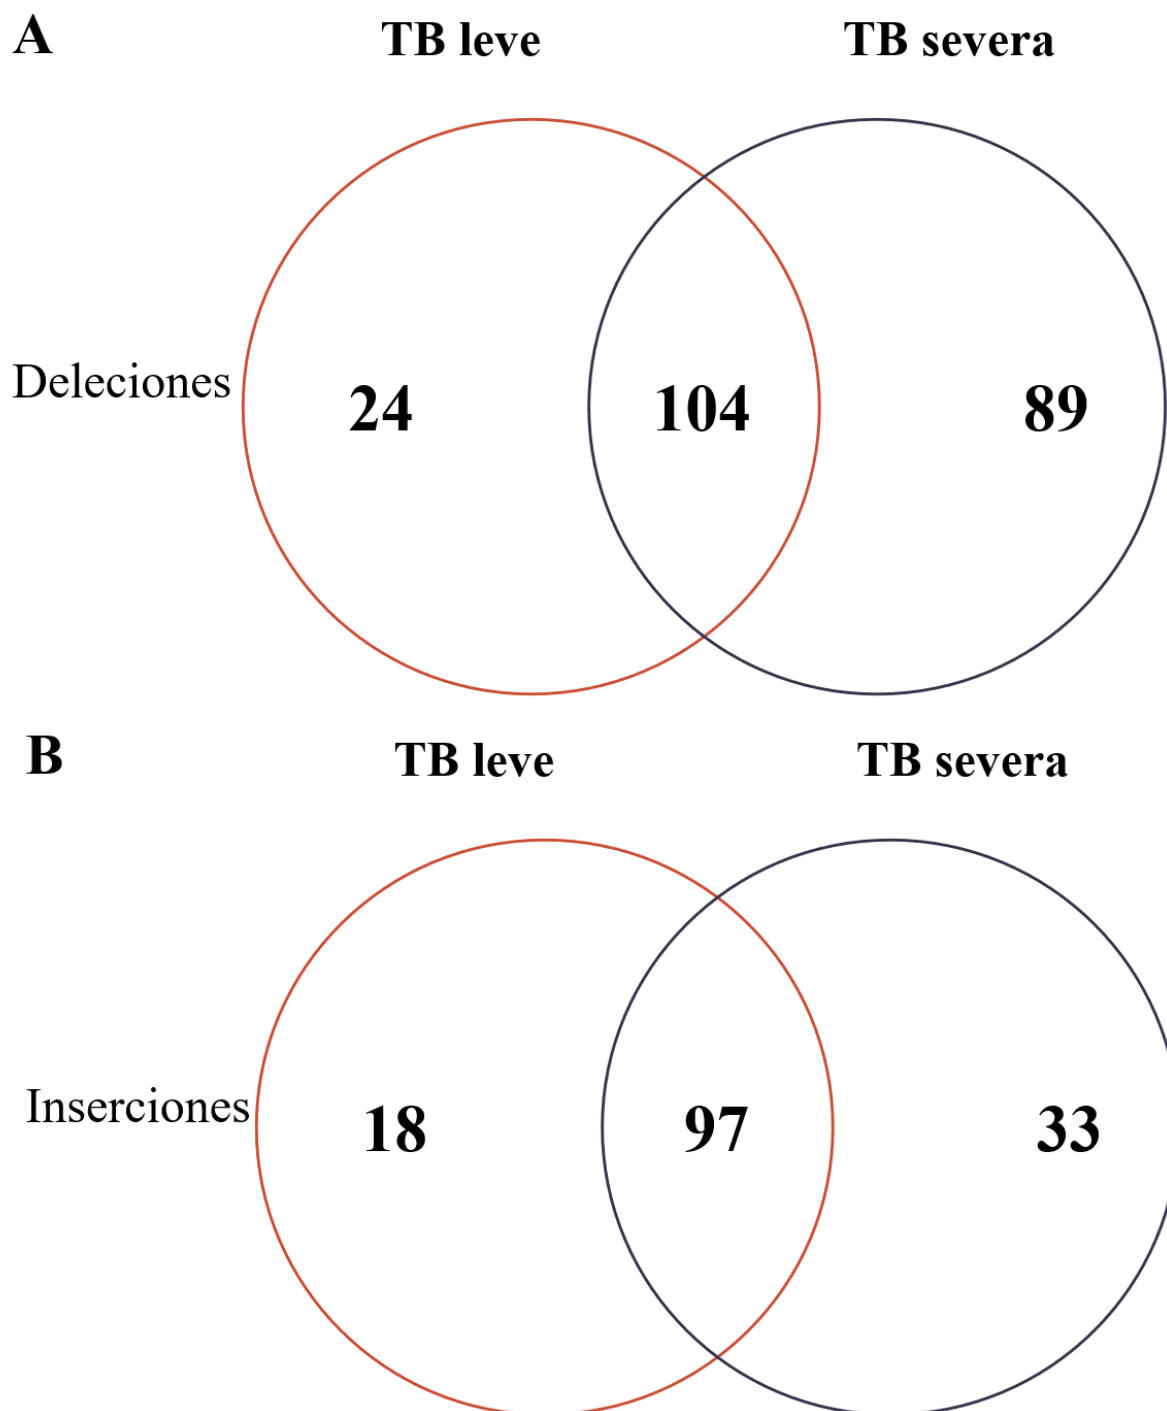 A
TB leve
TB severa
Deleciones
24
104
89
B
TB leve
TB severa
Inserciones
18
97
33